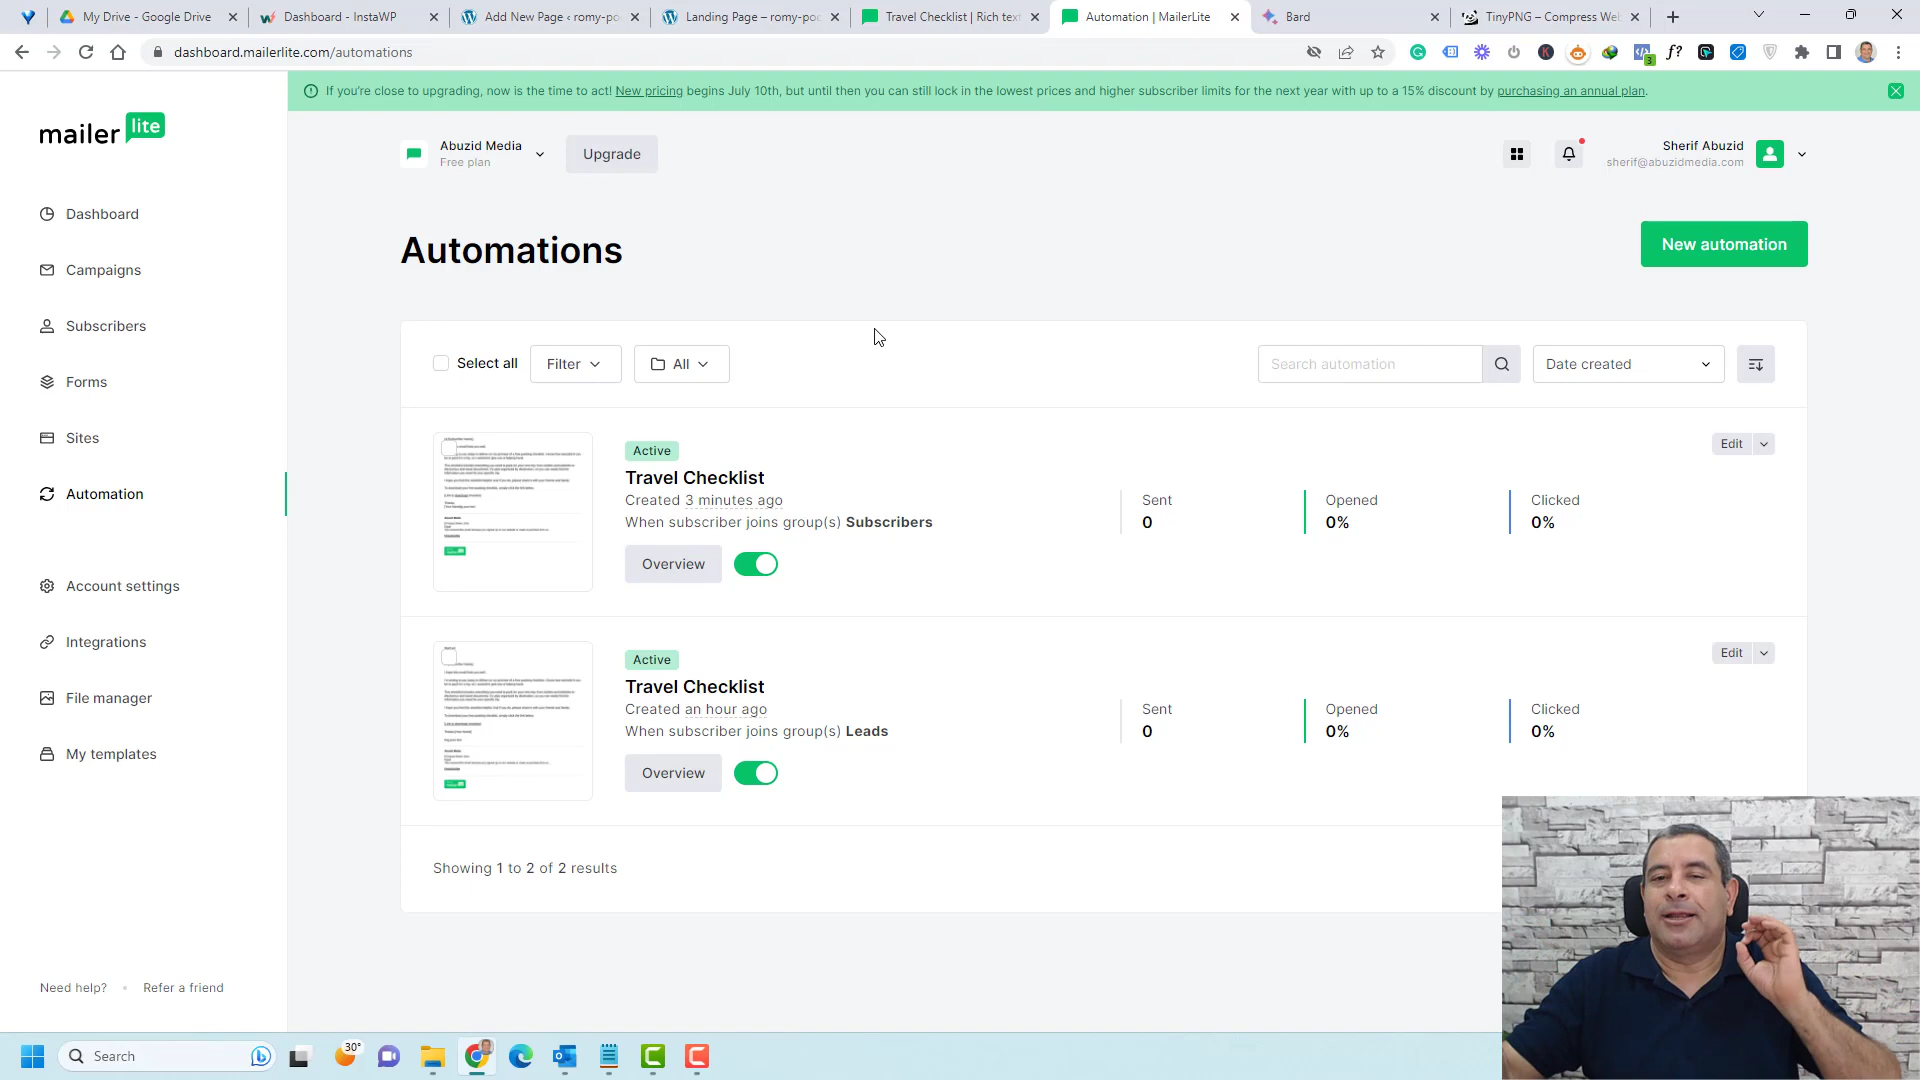 My Drive - Google Drive
Dashboard - InstaWP
Add New Page ‹ romy-po
Landing Page – romy-poc
Travel Checklist | Rich text
Automation | MailerLite
Bard
TinyPNG – Compress Web
dashboard.mailerlite.com/automations
If you're close to upgrading, now is the time to act! New pricing begins July 10th, but until then you can still lock in the lowest prices and higher subscriber limits for the next year with up to a 15% discount by purchasing an annual plan.
mailer lite
Abuzid Media
Free plan
Upgrade
Sherif Abuzid
sherif@abuzidmedia.com
Dashboard
Campaigns
Subscribers
Forms
Sites
Automation
Account settings
Integrations
File manager
My templates
Need help? • Refer a friend
Automations
New automation
Select all
Filter
All
Search automation
Date created
Active
Travel Checklist
Created 3 minutes ago
When subscriber joins group(s) Subscribers
Overview
Sent
0
Opened
0%
Clicked
0%
Edit
Active
Travel Checklist
Created an hour ago
When subscriber joins group(s) Leads
Overview
Sent
0
Opened
0%
Clicked
0%
Edit
Showing 1 to 2 of 2 results
Search
30°